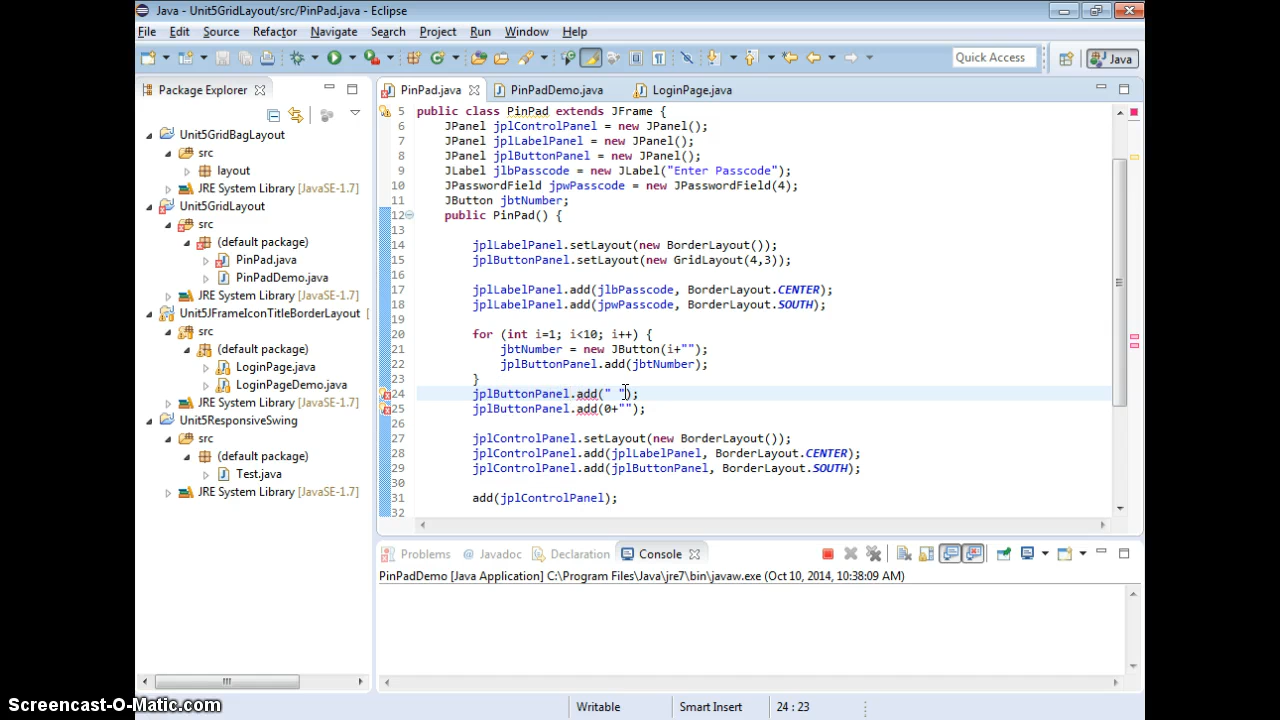 Java - Unit5GridLayout/src/PinPad.java - Eclipse
File Edit Source Refactor Navigate Search Project Run Window Help
Quick Access Java
Package Explorer
Unit5GridBagLayout
src
layout
JRE System Library [JavaSE-1.7]
Unit5GridLayout
src
(default package)
PinPad.java
PinPadDemo.java
JRE System Library [JavaSE-1.7]
Unit5JFrameIconTitleBorderLayout [
src
(default package)
LoginPage.java
LoginPageDemo.java
JRE System Library [JavaSE-1.7]
Unit5ResponsiveSwing
src
(default package)
Test.java
JRE System Library [JavaSE-1.7]
PinPad.java PinPadDemo.java LoginPage.java
5 public class PinPad extends JFrame {
6 JPanel jplControlPanel = new JPanel();
7 JPanel jplLabelPanel = new JPanel();
8 JPanel jplButtonPanel = new JPanel();
9 JLabel jlbPasscode = new JLabel("Enter Passcode");
10 JPasswordField jpwPasscode = new JPasswordField(4);
11 JButton jbtNumber;
12 public PinPad() {
13
14 jplLabelPanel.setLayout(new BorderLayout());
15 jplButtonPanel.setLayout(new GridLayout(4,3));
16
17 jplLabelPanel.add(jlbPasscode, BorderLayout.CENTER);
18 jplLabelPanel.add(jpwPasscode, BorderLayout.SOUTH);
19
20 for (int i=1; i<10; i++) {
21 jbtNumber = new JButton(i+"");
22 jplButtonPanel.add(jbtNumber);
23 }
24 jplButtonPanel.add(" ");
25 jplButtonPanel.add(0+"");
26
27 jplControlPanel.setLayout(new BorderLayout());
28 jplControlPanel.add(jplLabelPanel, BorderLayout.CENTER);
29 jplControlPanel.add(jplButtonPanel, BorderLayout.SOUTH);
30
31 add(jplControlPanel);
32
Problems @ Javadoc Declaration Console
PinPadDemo [Java Application] C:\Program Files\Java\jre7\bin\javaw.exe (Oct 10, 2014, 10:38:09 AM)
Writable Smart Insert 24 : 23
Screencast-O-Matic.com